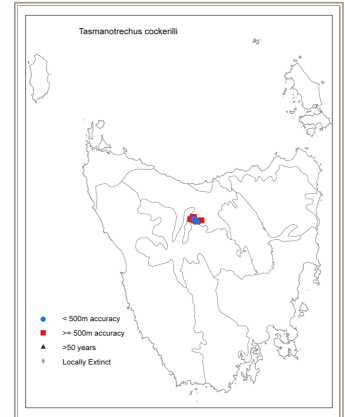 Tasmanotrechus cockerilli
< 500m accuracy
>= 500m accuracy
>50 years
Locally Extinct